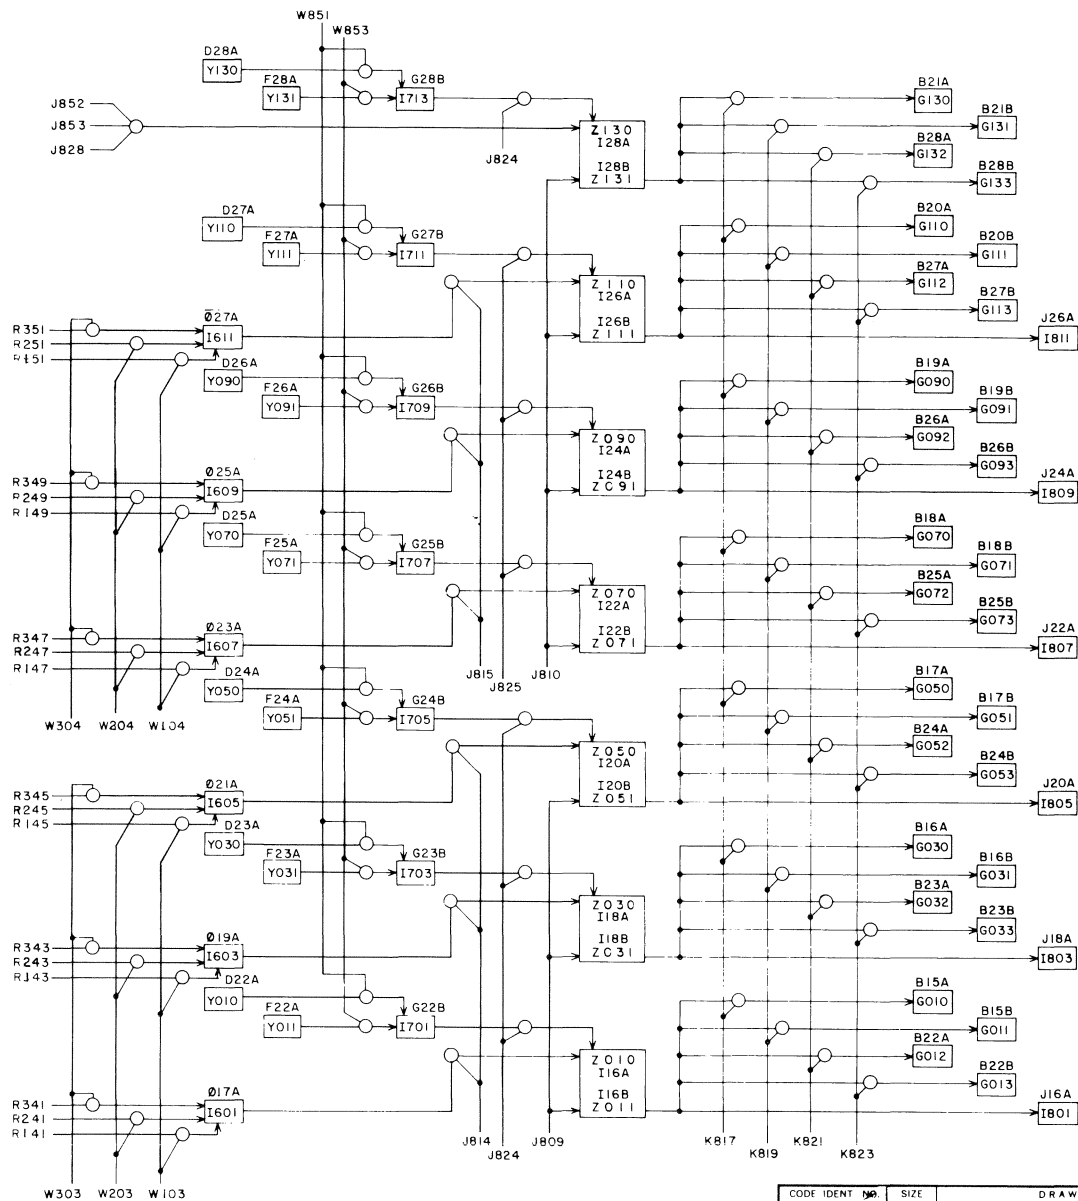 W851
W853
D28A
Y130
F28A
Y131
G28B
I713
J852
J853
J828
J824
Z130
I28A
I28B
Z131
B21A
G130
B21B
G131
B28A
G132
B28B
G133
D27A
Y110
F27A
Y111
G27B
I711
Z110
I26A
I26B
Z111
B20A
G110
B20B
G111
B27A
G112
B27B
G113
J26A
I811
R351
R251
R151
Ø27A
I611
D26A
Y090
F26A
Y091
G26B
I709
Z090
I24A
I24B
Z091
B19A
G090
B19B
G091
B26A
G092
B26B
G093
J24A
I809
R349
R249
R149
Ø25A
I609
D25A
Y070
F25A
Y071
G25B
I707
Z070
I22A
I22B
Z071
B18A
G070
B18B
G071
B25A
G072
B25B
G073
J22A
I807
R347
R247
R147
Ø23A
I607
W304
W204
W104
J815
J825
J810
D24A
Y050
F24A
Y051
G24B
I705
Z050
I20A
I20B
Z051
B17A
G050
B17B
G051
B24A
G052
B24B
G053
J20A
I805
R345
R245
R145
Ø21A
I605
D23A
Y030
F23A
Y031
G23B
I703
Z030
I18A
I18B
Z031
B16A
G030
B16B
G031
B23A
G032
B23B
G033
J18A
I803
R343
R243
R143
Ø19A
I603
D22A
Y010
F22A
Y011
G22B
I701
Z010
I16A
I16B
Z011
B15A
G010
B15B
G011
B22A
G012
B22B
G013
J16A
I801
R341
R241
R141
Ø17A
I601
J814
J824
J809
K817
K819
K821
K823
W303
W203
W103
CODE IDENT NO.
SIZE
DRAW